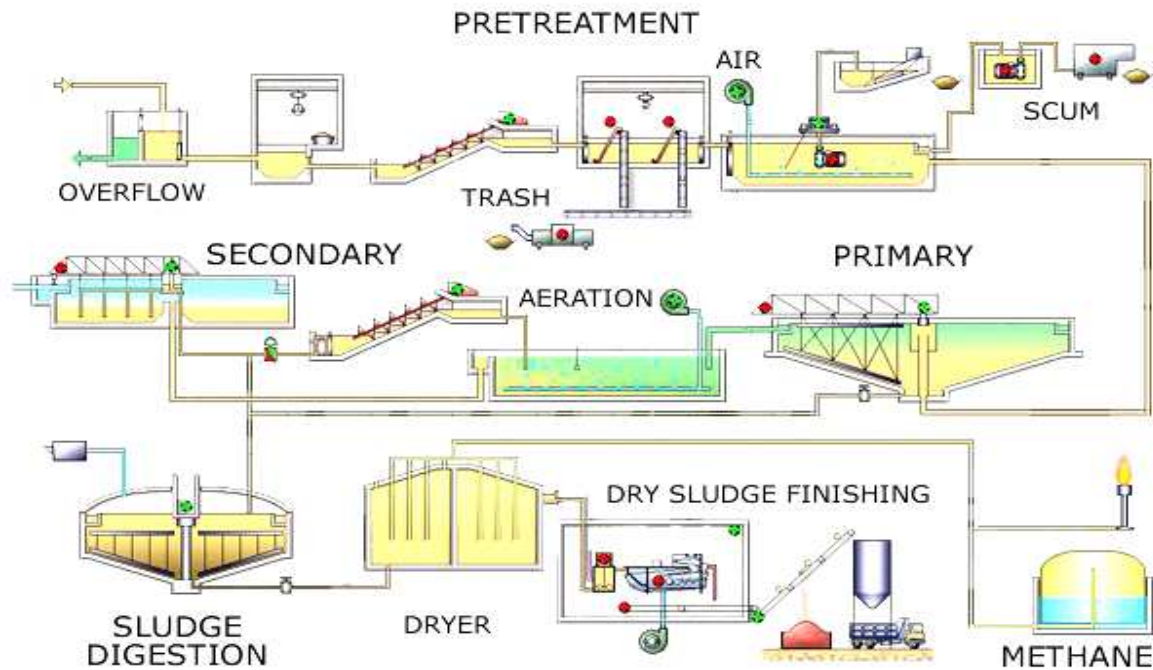 PRETREATMENT
AIR
SCUM
OVERFLOW
TRASH
SECONDARY
PRIMARY
AERATION
DRY SLUDGE FINISHING
SLUDGE
DIGESTION
DRYER
METHANE